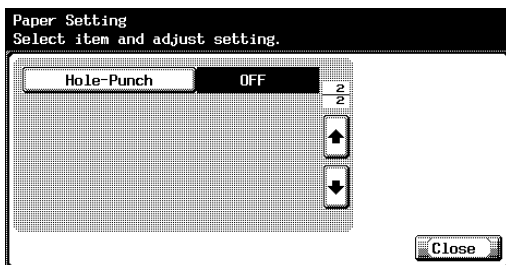 Paper Setting
Select item and adjust setting.
Hole-Punch OFF
2
2
Close